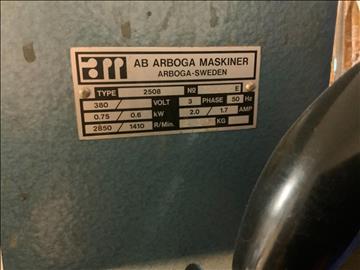 am AB ARBOGA MASKINER
ARBOGA-SWEDEN
TYPE 2508 No E
380 / VOLT 3 PHASE 50 Hz
0.75 / 0.6 kW 2.0 / 1.7 AMP
2850 / 1410 R/Min. KG